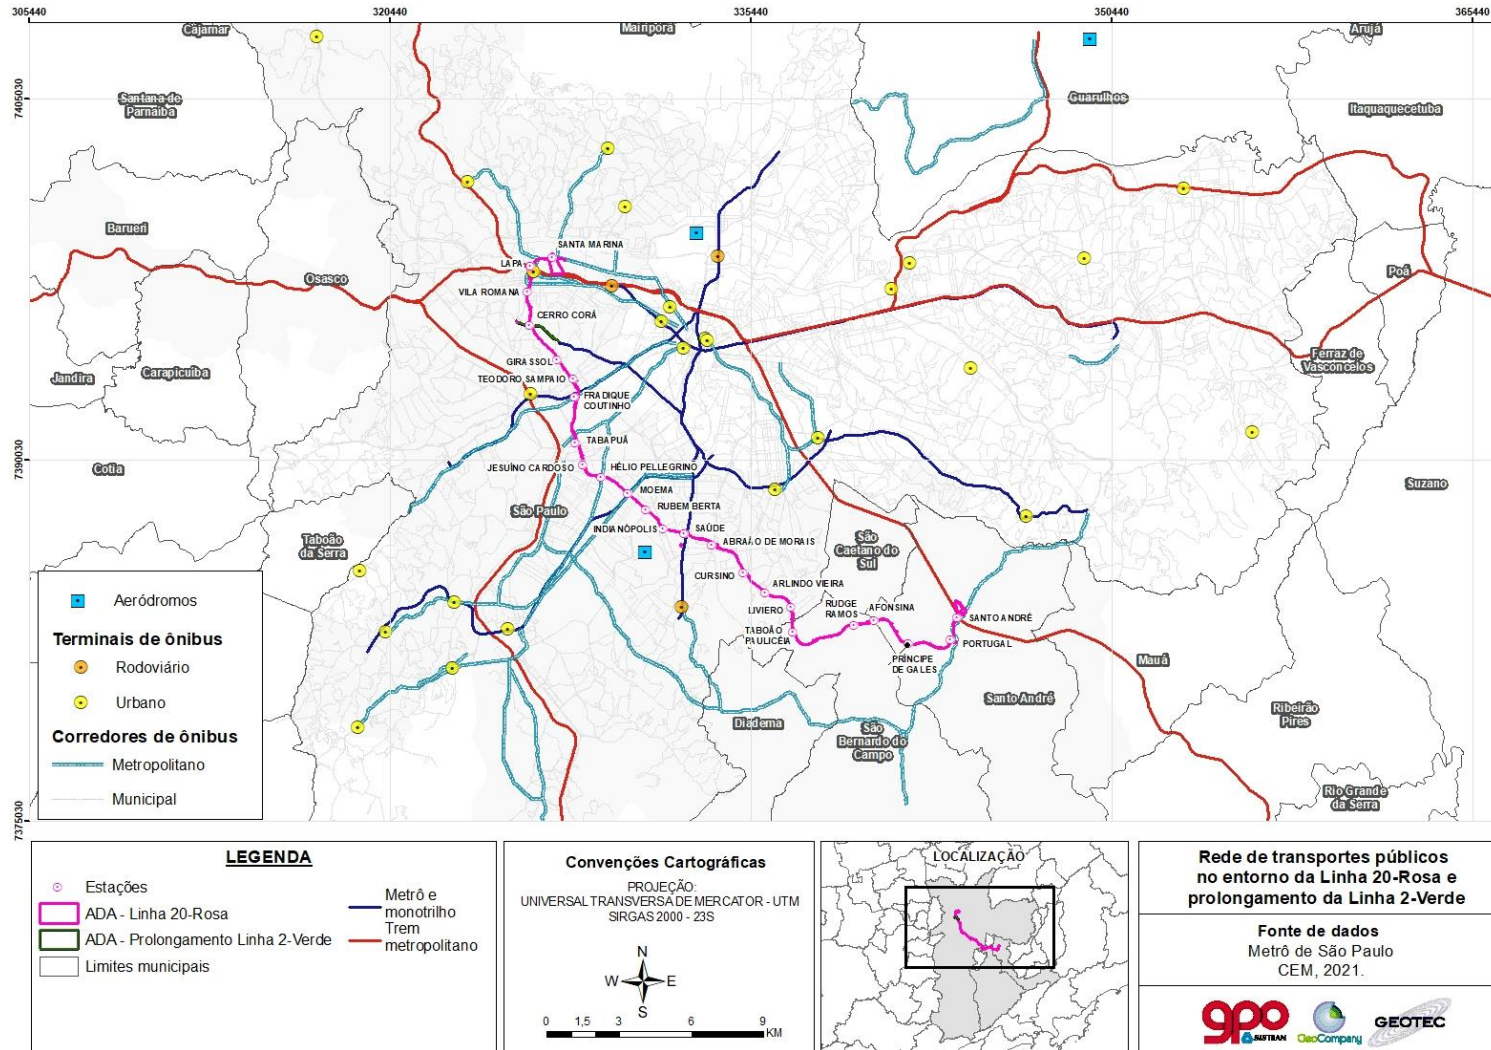 305440
320440
335440
350440
365440
7405030
7390030
7375030
Cajamar
Mairiporã
Arujá
Santana de
Parnaíba
Guarulhos
Itaquaquecetuba
Barueri
Osasco
Poá
Jandira
Carapicuíba
Ferraz de
Vasconcelos
Cotia
Suzano
São Paulo
Taboão
da Serra
São
Caetano do
Sul
Mauá
Santo André
Diadema
São
Bernardo do
Campo
Ribeirão
Pires
Rio Grande
da Serra
SANTA MARINA
LAPA
VILA ROMANA
CERRO CORÁ
GIRASSOL
TEODORO SAMPAIO
FRADIQUE
COUTINHO
TABAPUÃ
JESUÍNO CARDOSO
HÉLIO PELLEGRINO
MOEMA
RUBEM BERTA
INDIANÓPOLIS
SAÚDE
ABRAÃO DE MORAIS
CURSINO
ARLINDO VIEIRA
LIVIERO
RUDGE
RAMOS
AFONSINA
TABOÃO
PAULICÉIA
PRÍNCIPE
DE GALES
SANTO ANDRÉ
PORTUGAL
Aeródromos
Terminais de ônibus
Rodoviário
Urbano
Corredores de ônibus
Metropolitano
Municipal
LEGENDA
Estações
ADA - Linha 20-Rosa
ADA - Prolongamento Linha 2-Verde
Limites municipais
Metrô e
monotrilho
Trem
metropolitano
Convenções Cartográficas
PROJEÇÃO:
UNIVERSAL TRANSVERSA DE MERCATOR - UTM
SIRGAS 2000 - 23S
N
W E
S
0 1,5 3 6 9
KM
LOCALIZAÇÃO
Rede de transportes públicos
no entorno da Linha 20-Rosa e
prolongamento da Linha 2-Verde
Fonte de dados
Metrô de São Paulo
CEM, 2021.
gpo
SISTRAN
GeoCompany
GEOTEC